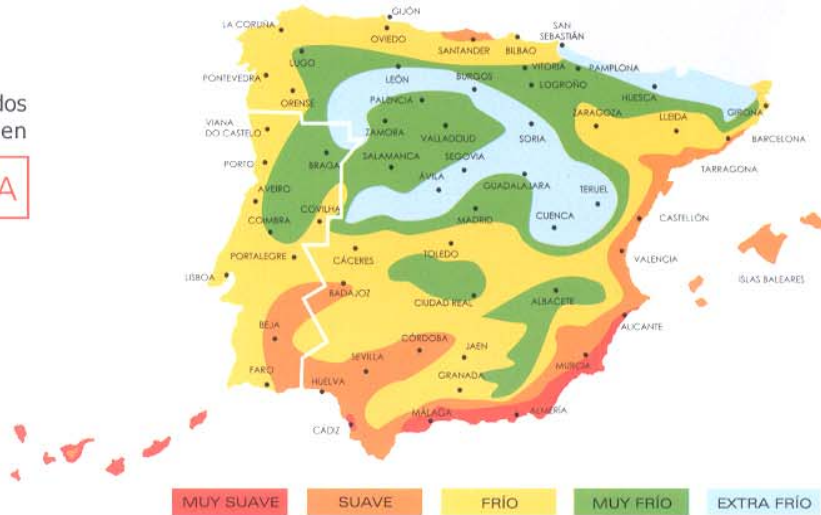 dos
en
A
GIJÓN
LA CORUÑA
OVIEDO
SANTANDER
BILBAO
SAN
SEBASTIÁN
LUGO
VITORIA
PAMPLONA
PONTEVEDRA
LEÓN
BURGOS
LOGROÑO
HUESCA
ORENSE
PALENCIA
GIRONA
ZARAGOZA
LLEIDA
VIANA
DO CASTELO
ZAMORA
VALLADOLID
SORIA
BARCELONA
PORTO
BRAGA
SALAMANCA
SEGOVIA
TARRAGONA
AVEIRO
ÁVILA
GUADALAJARA
TERUEL
COIMBRA
COVILHA
MADRID
CUENCA
CASTELLÓN
PORTALEGRE
CÁCERES
TOLEDO
VALENCIA
LISBOA
BADAJOZ
CIUDAD REAL
ALBACETE
ISLAS BALEARES
BEJA
ALICANTE
CÓRDOBA
JAÉN
SEVILLA
MURCIA
FARO
HUELVA
GRANADA
CÁDIZ
MÁLAGA
ALMERÍA
MUY SUAVE
SUAVE
FRÍO
MUY FRÍO
EXTRA FRÍO